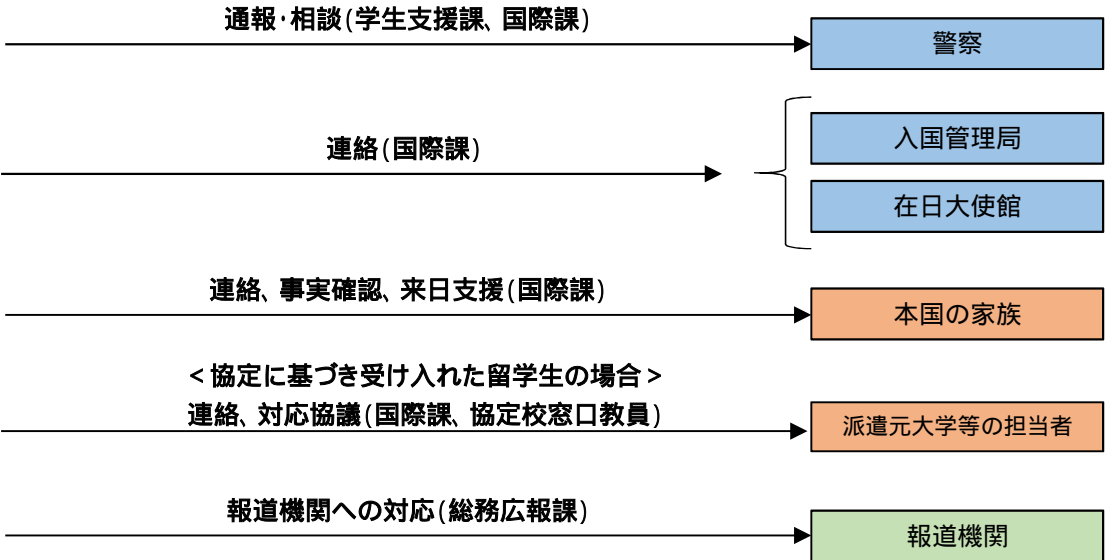 通報･相談(学生支援課、国際課)
警察
連絡(国際課)
入国管理局
在日大使館
連絡、事実確認、来日支援(国際課)
本国の家族
<協定に基づき受け入れた留学生の場合>
連絡、対応協議(国際課、協定校窓口教員)
派遣元大学等の担当者
報道機関への対応(総務広報課)
報道機関